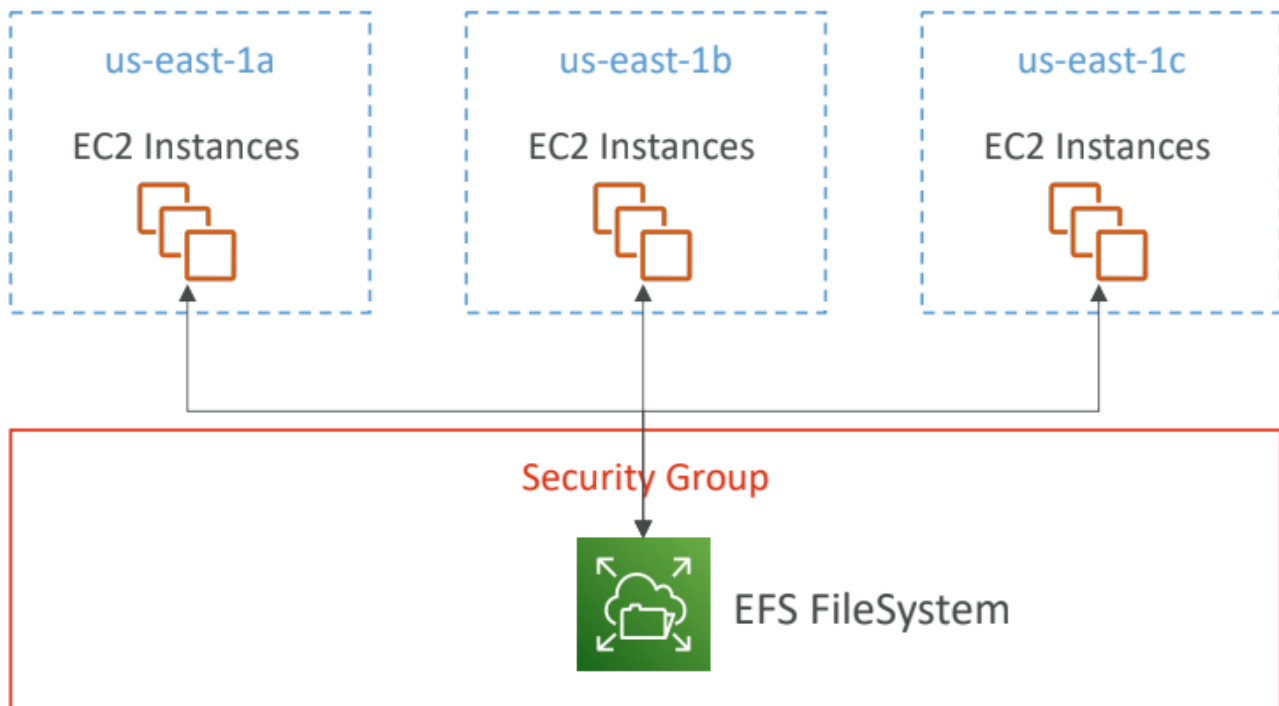 us-east-1a
us-east-1b
us-east-1c
EC2 Instances
EC2 Instances
EC2 Instances
Security Group
EFS FileSystem